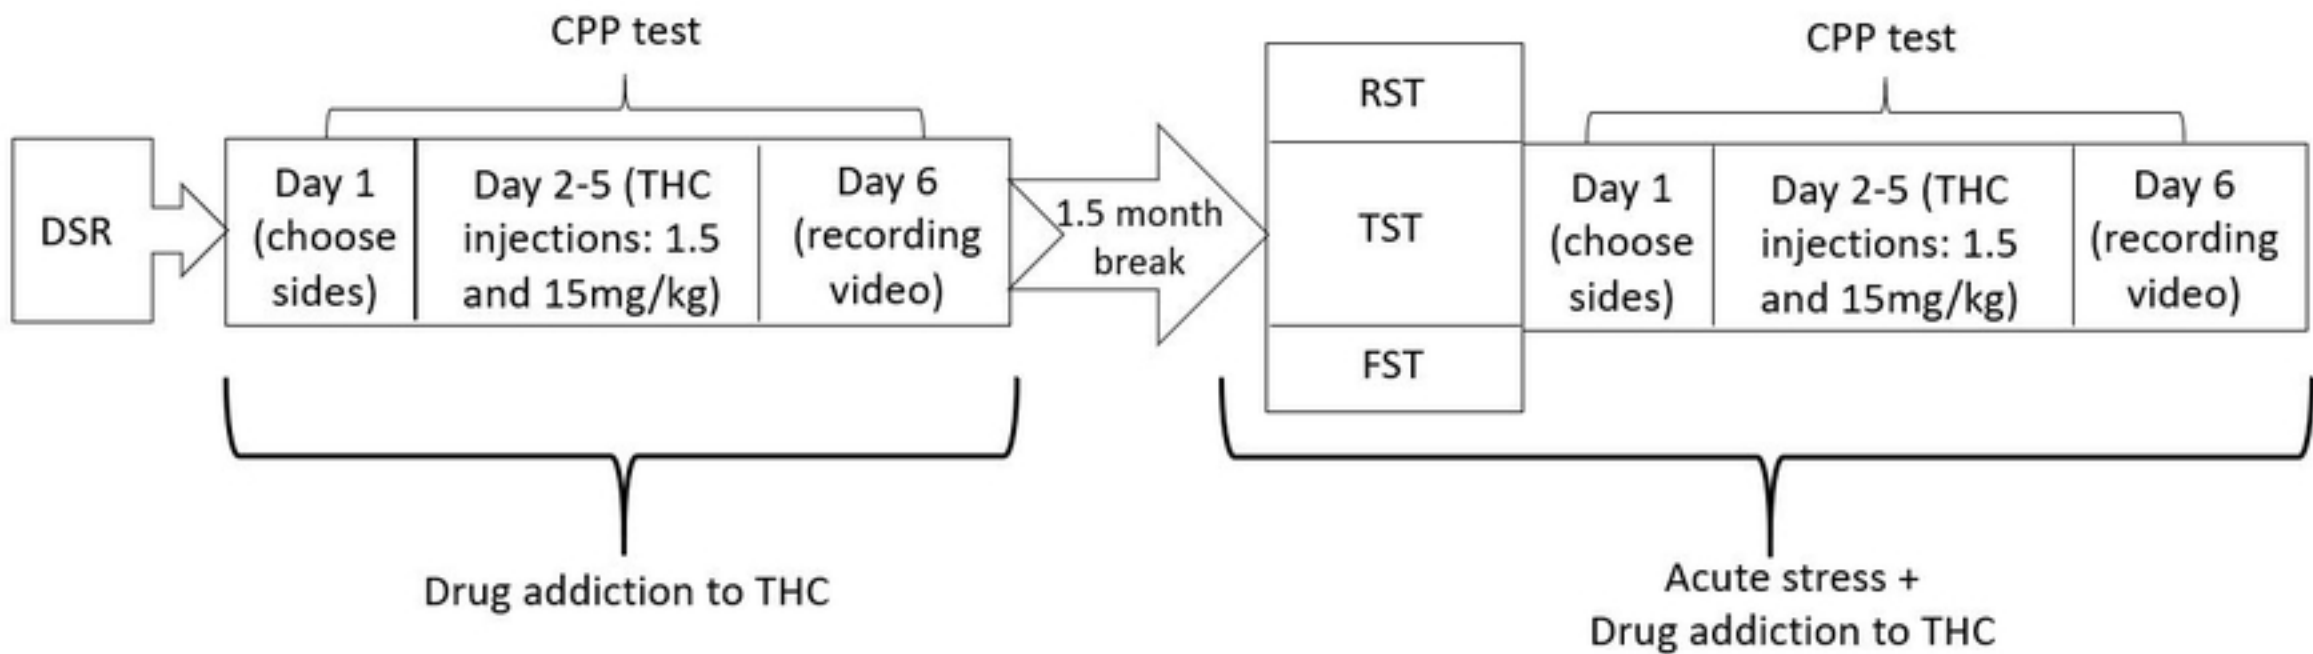 CPP test
DSR
Day 1
(choose
sides)
Day 2-5 (THC
injections: 1.5
and 15mg/kg)
Day 6
(recording
video)
Drug addiction to THC
1.5 month
break
RST
TST
FST
CPP test
Day 1
(choose
sides)
Day 2-5 (THC
injections: 1.5
and 15mg/kg)
Day 6
(recording
video)
Acute stress +
Drug addiction to THC